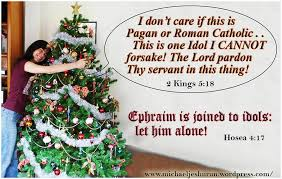 I don't care if this is
Pagan or Roman Catholic . .
This is one Idol I CANNOT
forsake! The Lord pardon
Thy servant in this thing!
2 Kings 5:18
Ephraim is joined to idols:
let him alone!
Hosea 4:17
www.michaeljeshurun.wordpress.com/